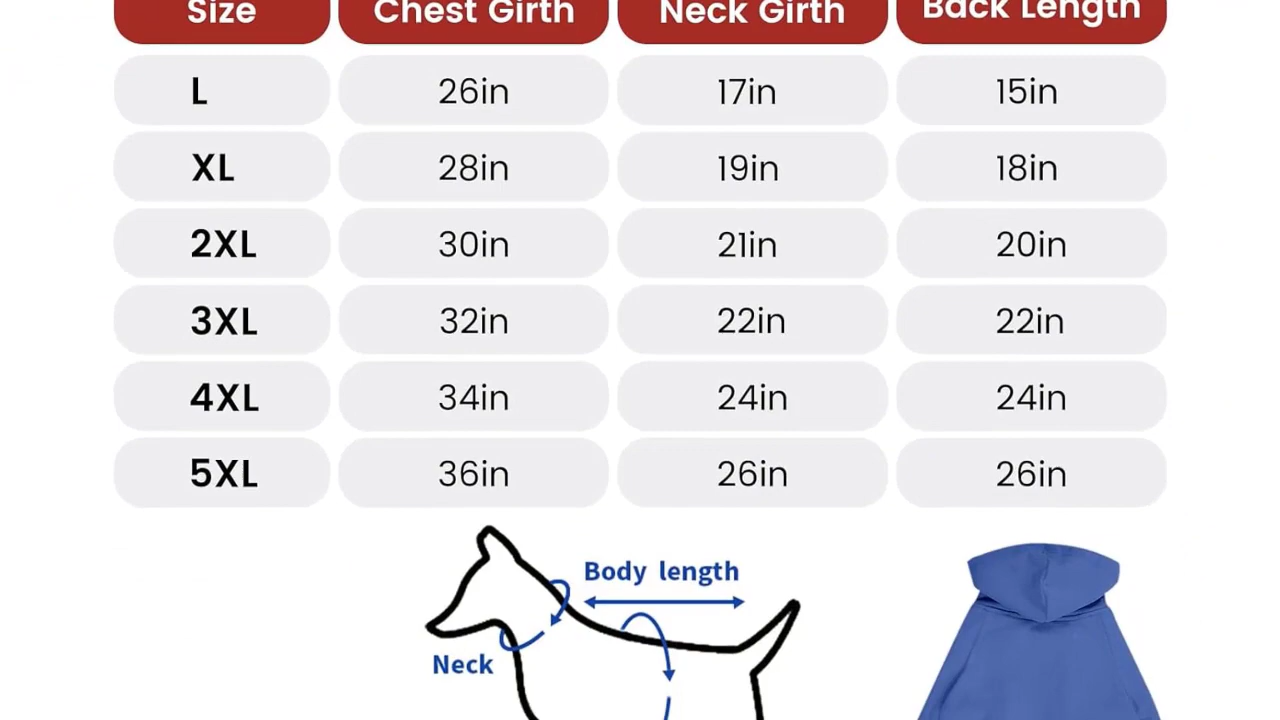 Size Chest Girth Neck Girth Back Length
L 26in 17in 15in
XL 28in 19in 18in
2XL 30in 21in 20in
3XL 32in 22in 22in
4XL 34in 24in 24in
5XL 36in 26in 26in
Body length
Neck